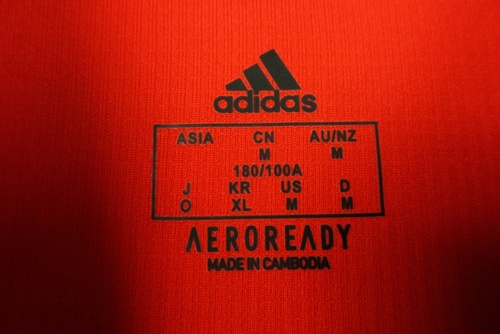 adidas
ASIA CN AU/NZ
M M
180/100A
J KR US D
O XL M M
AEROREADY
MADE IN CAMBODIA